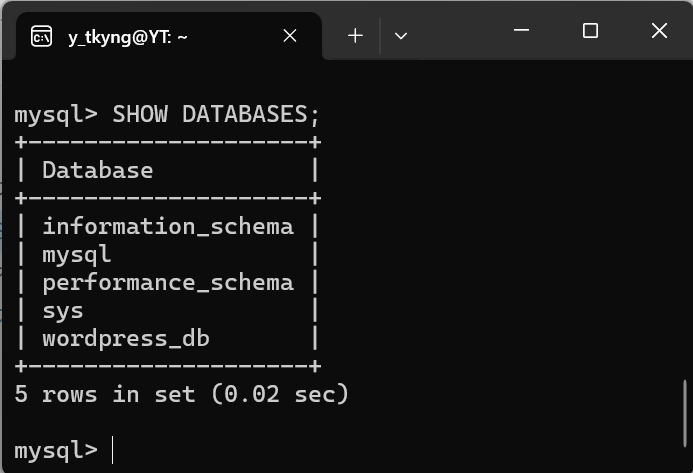 y_tkyng@YT: ~
mysql> SHOW DATABASES;
+--------------------+
| Database           |
+--------------------+
| information_schema |
| mysql              |
| performance_schema |
| sys                |
| wordpress_db       |
+--------------------+
5 rows in set (0.02 sec)
mysql>